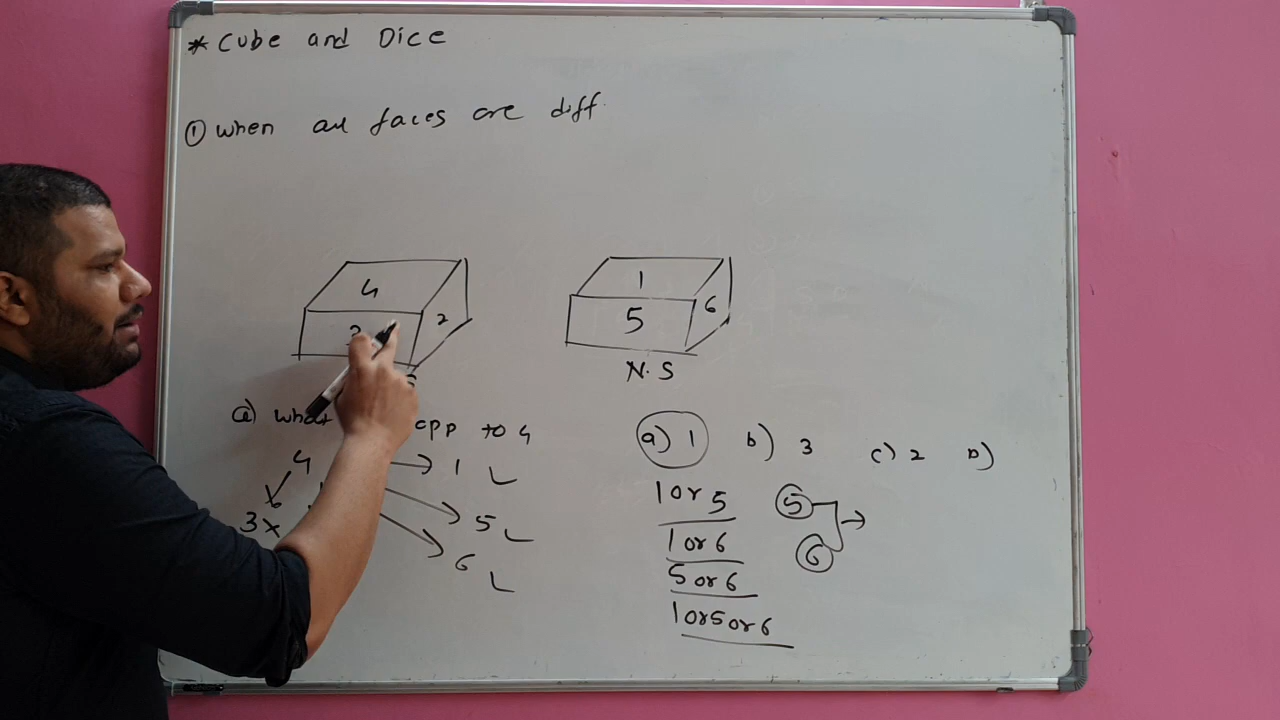 * Cube and Dice
① when all faces are diff.
4
3 2
1
5 6
N.S
a) what opp to 4
a) 1 b) 3 c) 2 D)
4 → 1
3x
5
6
1 or 5
1 or 6
5 or 6
1 or 5 or 6
5 →
6